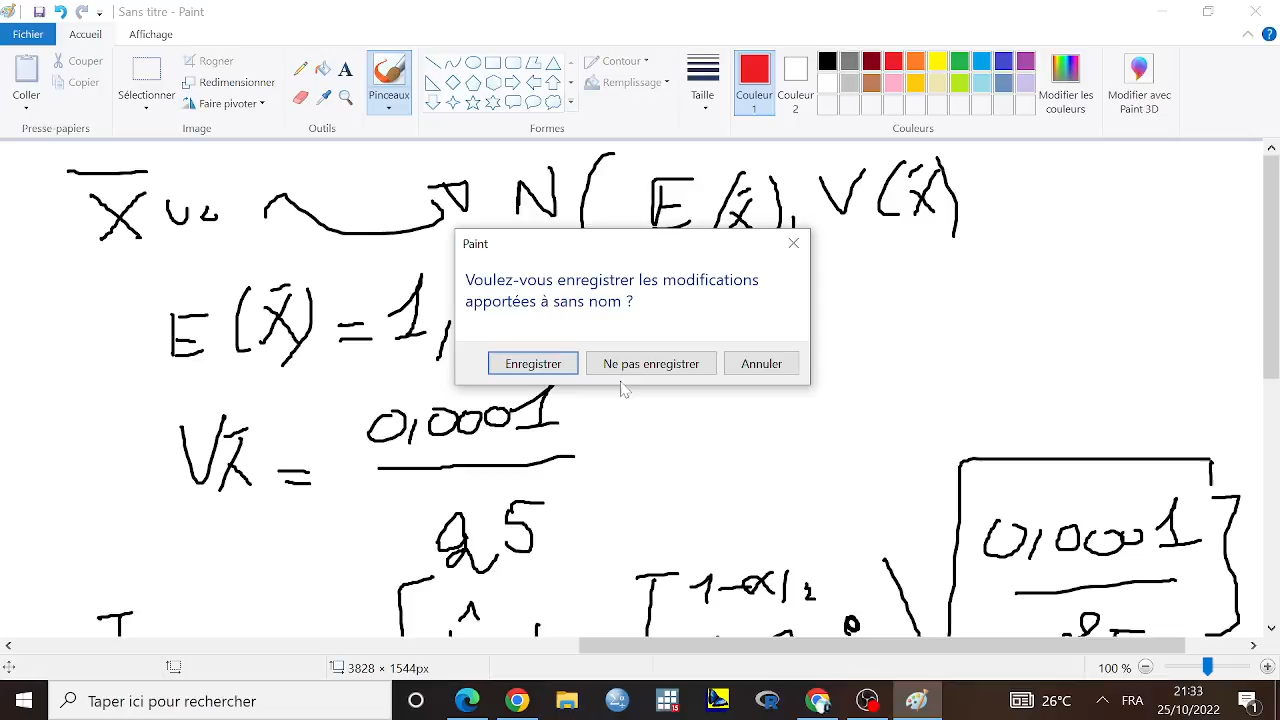 Sans titre - Paint
Fichier Accueil Affichage
Coller
Couper
Copier
Presse-papiers
Sélectionner
Rogner
Redimensionner
Faire pivoter
Image
A
Outils
Pinceaux
Formes
Contour
Remplissage
Taille
Couleur 1
Couleur 2
Couleurs
Modifier les couleurs
Modifier avec Paint 3D
X̄ N ( E (x̄), V (x̄)
E (x̄) = 1,
Vx̄ = 0,0001
25
T 1-α/2
0,0001
25
Paint
Voulez-vous enregistrer les modifications
apportées à sans nom ?
Enregistrer Ne pas enregistrer Annuler
3828 × 1544px
100 %
Taper ici pour rechercher
15
26°C
FRA
21:33
25/10/2022